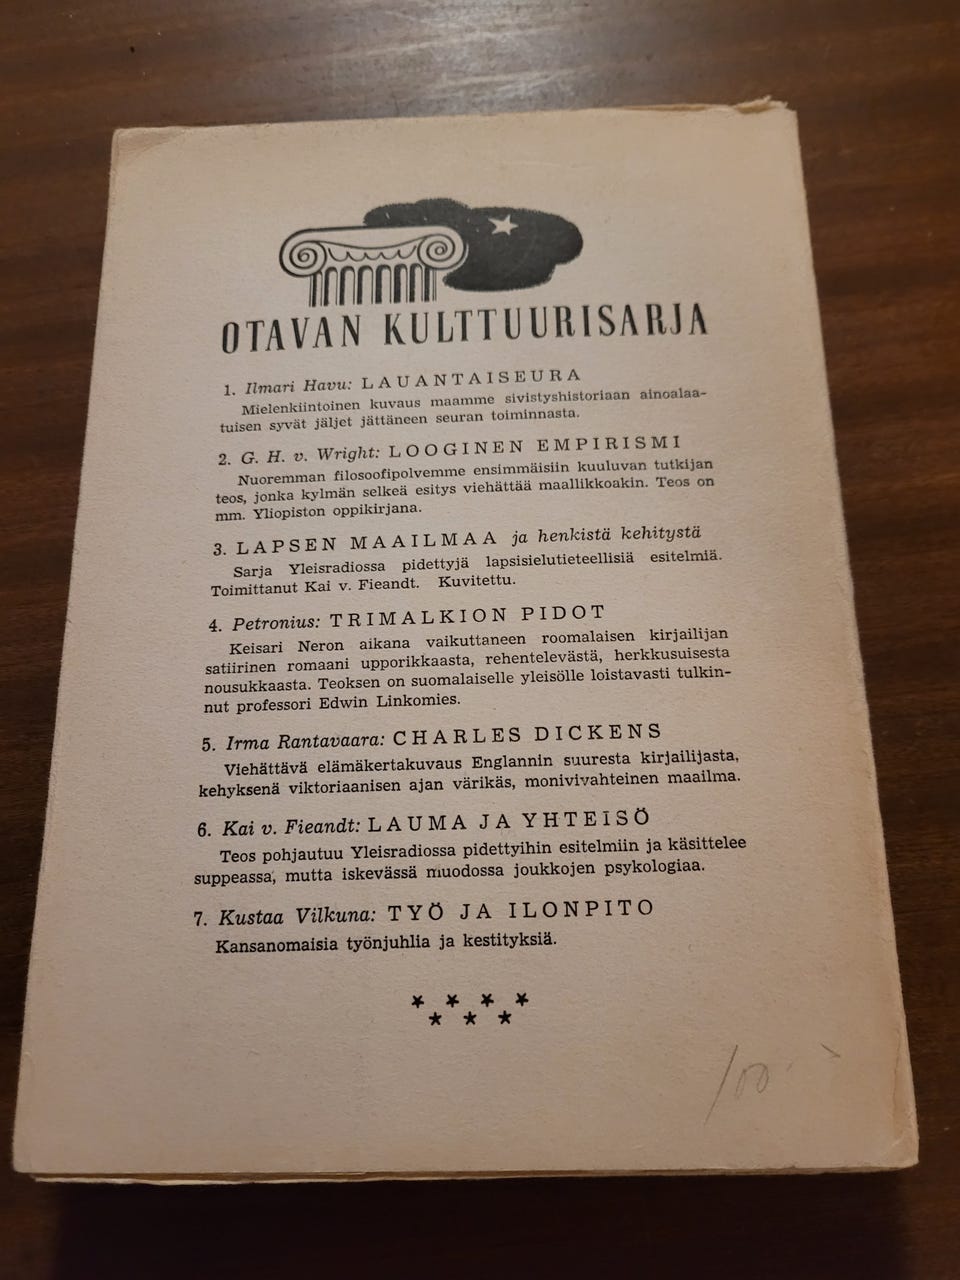 OTAVAN KULTTUURISARJA
1. Ilmari Havu: LAUANTAISEURA
Mielenkiintoinen kuvaus maamme sivistyshistoriaan ainoalaa-
tuisen syvät jäljet jättäneen seuran toiminnasta.
2. G. H. v. Wright: LOOGINEN EMPIRISMI
Nuoremman filosoofipolvemme ensimmäisiin kuuluvan tutkijan
teos, jonka kylmän selkeä esitys viehättää maallikkoakin. Teos on
mm. Yliopiston oppikirjana.
3. LAPSEN MAAILMAA ja henkistä kehitystä
Sarja Yleisradiossa pidettyjä lapsisielutieteellisiä esitelmiä.
Toimittanut Kai v. Fieandt. Kuvitettu.
4. Petronius: TRIMALKION PIDOT
Keisari Neron aikana vaikuttaneen roomalaisen kirjailijan
satiirinen romaani upporikkaasta, rehentelevästä, herkkusuisesta
nousukkaasta. Teoksen on suomalaiselle yleisölle loistavasti tulkin-
nut professori Edwin Linkomies.
5. Irma Rantavaara: CHARLES DICKENS
Viehättävä elämäkertakuvaus Englannin suuresta kirjailijasta,
kehyksenä viktoriaanisen ajan värikäs, monivivahteinen maailma.
6. Kai v. Fieandt: LAUMA JA YHTEISÖ
Teos pohjautuu Yleisradiossa pidettyihin esitelmiin ja käsittelee
suppeassa, mutta iskevässä muodossa joukkojen psykologiaa.
7. Kustaa Vilkuna: TYÖ JA ILONPITO
Kansanomaisia työnjuhlia ja kestityksiä.
100